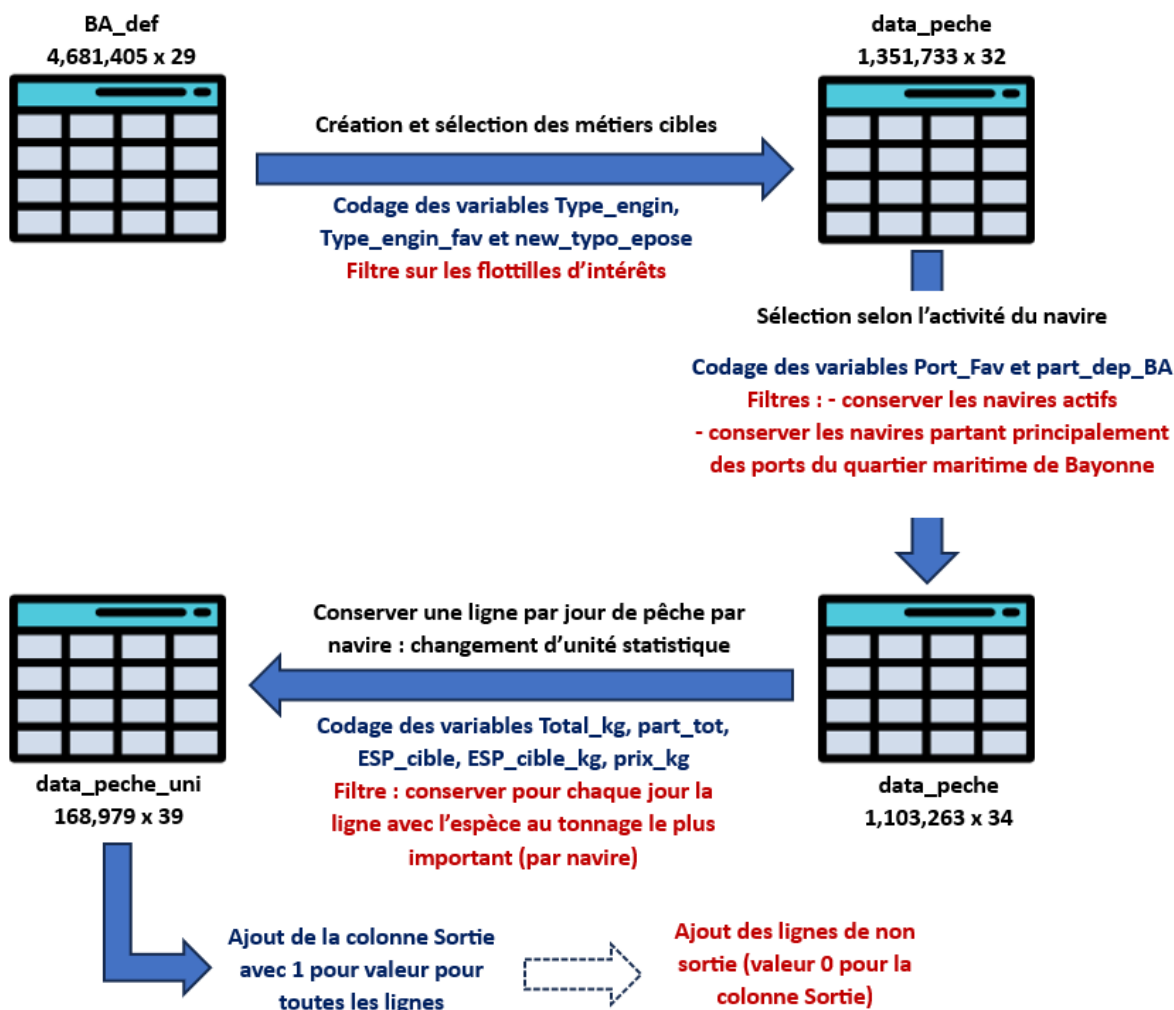 BA_def
4,681,405 x 29
Création et sélection des métiers cibles
Codage des variables Type_engin,
Type_engin_fav et new_typo_epose
Filtre sur les flottilles d’intérêts
data_peche
1,351,733 x 32
Sélection selon l’activité du navire
Codage des variables Port_Fav et part_dep_BA
Filtres : - conserver les navires actifs
- conserver les navires partant principalement
des ports du quartier maritime de Bayonne
data_peche
1,103,263 x 34
Conserver une ligne par jour de pêche par
navire : changement d’unité statistique
Codage des variables Total_kg, part_tot,
ESP_cible, ESP_cible_kg, prix_kg
Filtre : conserver pour chaque jour la
ligne avec l’espèce au tonnage le plus
important (par navire)
data_peche_uni
168,979 x 39
Ajout de la colonne Sortie
avec 1 pour valeur pour
toutes les lignes
Ajout des lignes de non
sortie (valeur 0 pour la
colonne Sortie)